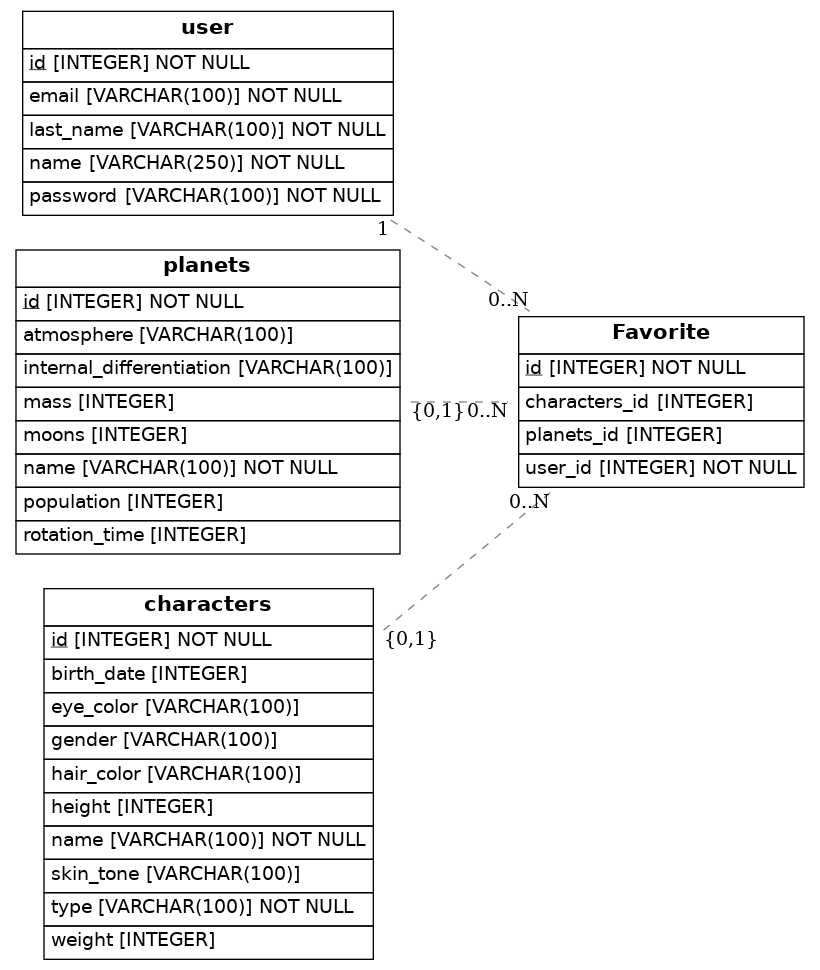 user
id [INTEGER] NOT NULL
email [VARCHAR(100)] NOT NULL
last_name [VARCHAR(100)] NOT NULL
name [VARCHAR(250)] NOT NULL
password [VARCHAR(100)] NOT NULL
1
0..N
planets
id [INTEGER] NOT NULL
atmosphere [VARCHAR(100)]
internal_differentiation [VARCHAR(100)]
mass [INTEGER]
moons [INTEGER]
name [VARCHAR(100)] NOT NULL
population [INTEGER]
rotation_time [INTEGER]
{0,1}
0..N
Favorite
id [INTEGER] NOT NULL
characters_id [INTEGER]
planets_id [INTEGER]
user_id [INTEGER] NOT NULL
0..N
{0,1}
characters
id [INTEGER] NOT NULL
birth_date [INTEGER]
eye_color [VARCHAR(100)]
gender [VARCHAR(100)]
hair_color [VARCHAR(100)]
height [INTEGER]
name [VARCHAR(100)] NOT NULL
skin_tone [VARCHAR(100)]
type [VARCHAR(100)] NOT NULL
weight [INTEGER]